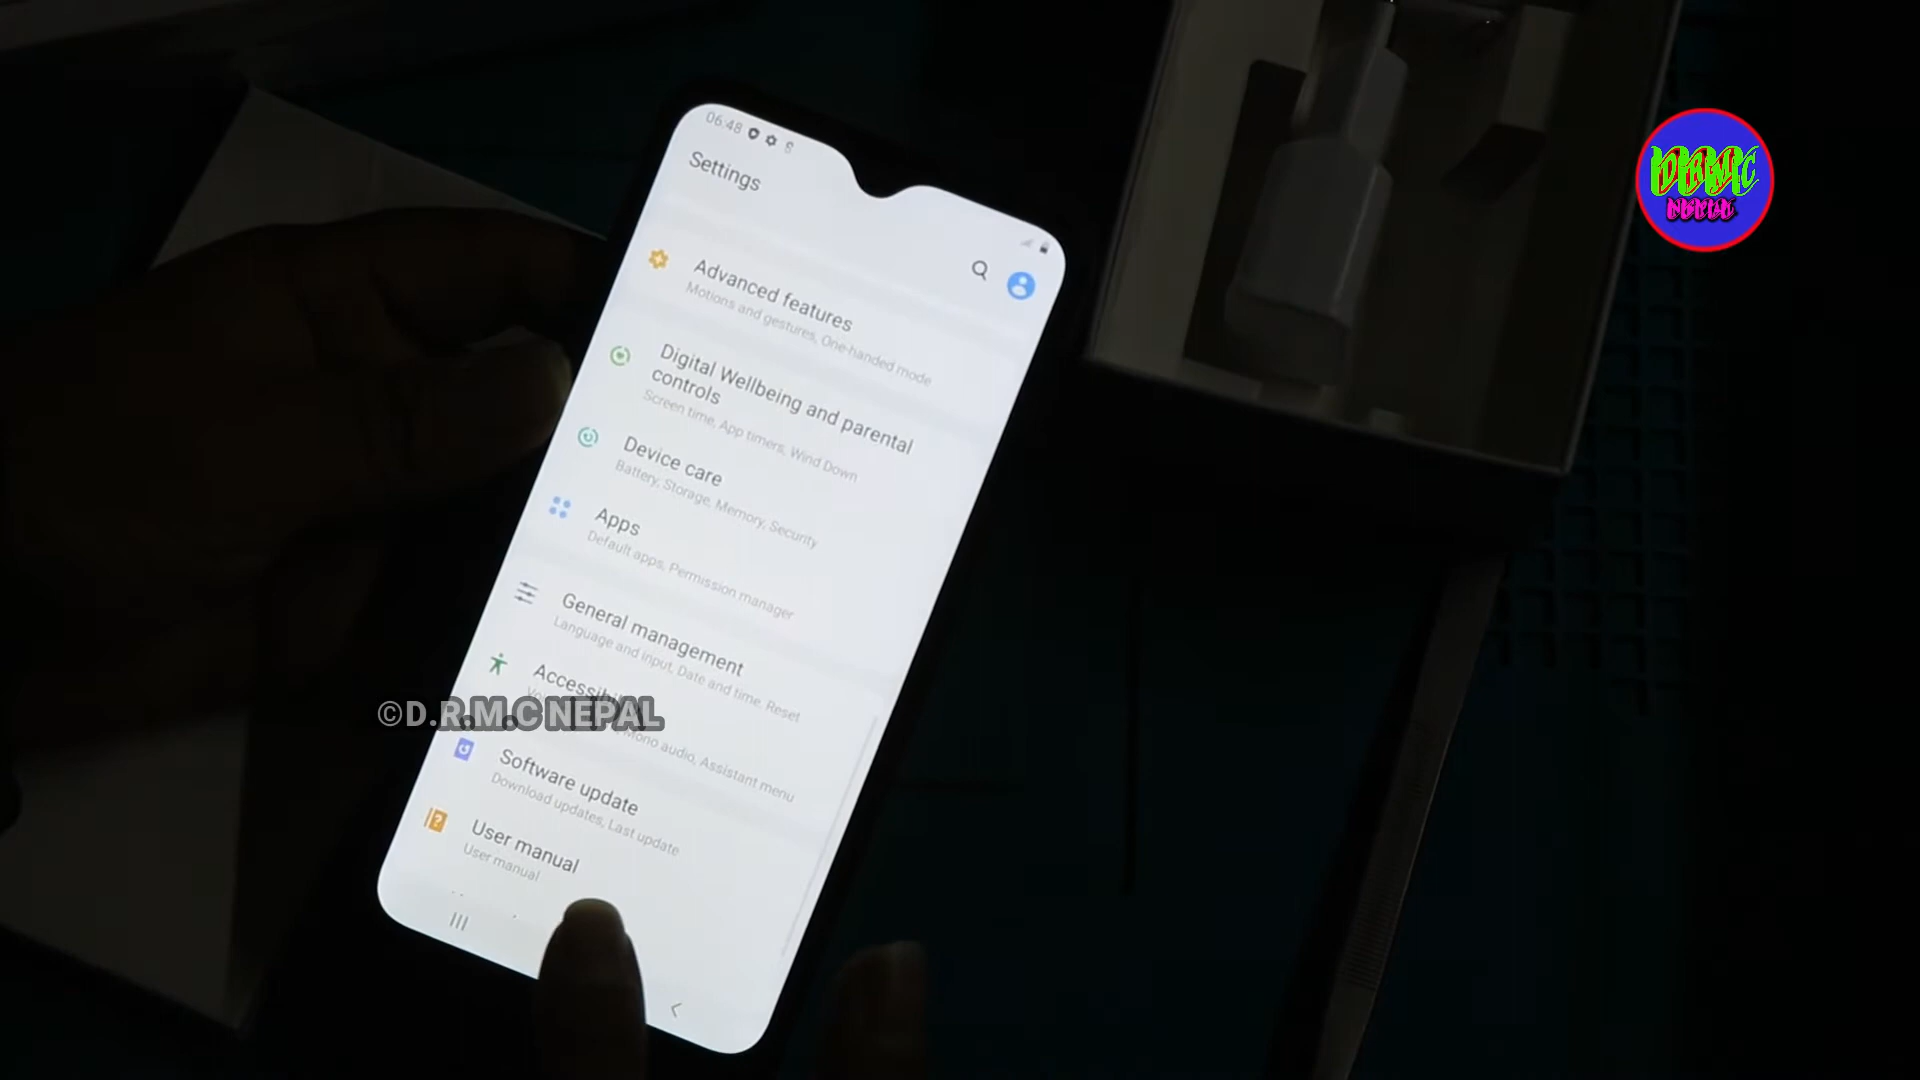 06:48
Settings
Advanced features
Motions and gestures, One-handed mode
Digital Wellbeing and parental
controls
Screen time, App timers, Wind Down
Device care
Battery, Storage, Memory, Security
Apps
Default apps, Permission manager
General management
Language and input, Date and time, Reset
Mono audio, Assistant menu
©D.R.M.C NEPAL
Software update
Download updates, Last update
User manual
User manual